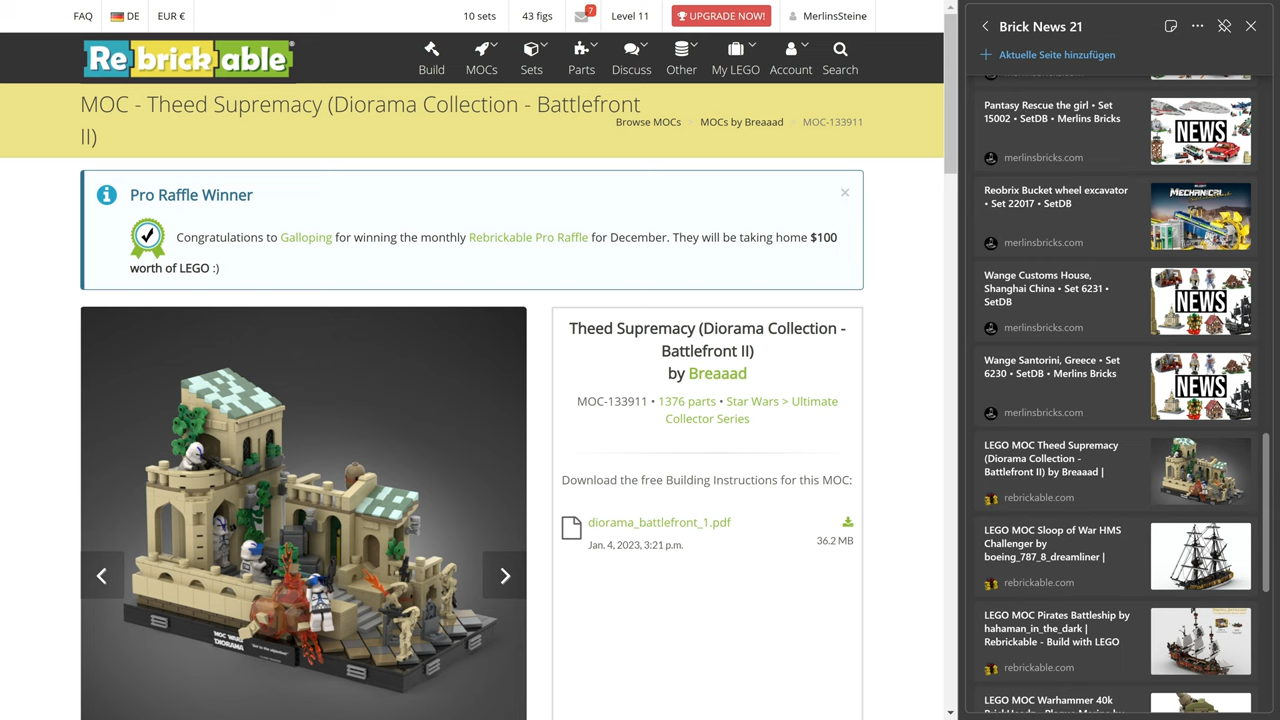 FAQ
DE
EUR €
10 sets
43 figs
7
Level 11
UPGRADE NOW!
MerlinsSteine
Rebrickable®
Build
MOCs
Sets
Parts
Discuss
Other
My LEGO
Account
Search
MOC - Theed Supremacy (Diorama Collection - Battlefront
II)
Browse MOCs
MOCs by Breaaad
MOC-133911
Pro Raffle Winner
×
Congratulations to Galloping for winning the monthly Rebrickable Pro Raffle for December. They will be taking home $100
worth of LEGO :)
MOC WARS
DIORAMA
Theed Supremacy (Diorama Collection -
Battlefront II)
by Breaaad
MOC-133911 • 1376 parts • Star Wars > Ultimate
Collector Series
Download the free Building Instructions for this MOC:
diorama_battlefront_1.pdf
Jan. 4, 2023, 3:21 p.m.
36.2 MB
Brick News 21
Aktuelle Seite hinzufügen
merlinsbricks.com
Pantasy Rescue the girl • Set
15002 • SetDB • Merlins Bricks
merlinsbricks.com
NEWS
Reobrix Bucket wheel excavator
• Set 22017 • SetDB
merlinsbricks.com
MECHANICAL
Wange Customs House,
Shanghai China • Set 6231 •
SetDB
merlinsbricks.com
NEWS
Wange Santorini, Greece • Set
6230 • SetDB • Merlins Bricks
merlinsbricks.com
NEWS
LEGO MOC Theed Supremacy
(Diorama Collection -
Battlefront II) by Breaaad |
rebrickable.com
LEGO MOC Sloop of War HMS
Challenger by
boeing_787_8_dreamliner |
rebrickable.com
LEGO MOC Pirates Battleship by
hahaman_in_the_dark |
Rebrickable - Build with LEGO
rebrickable.com
LEGO MOC Warhammer 40k